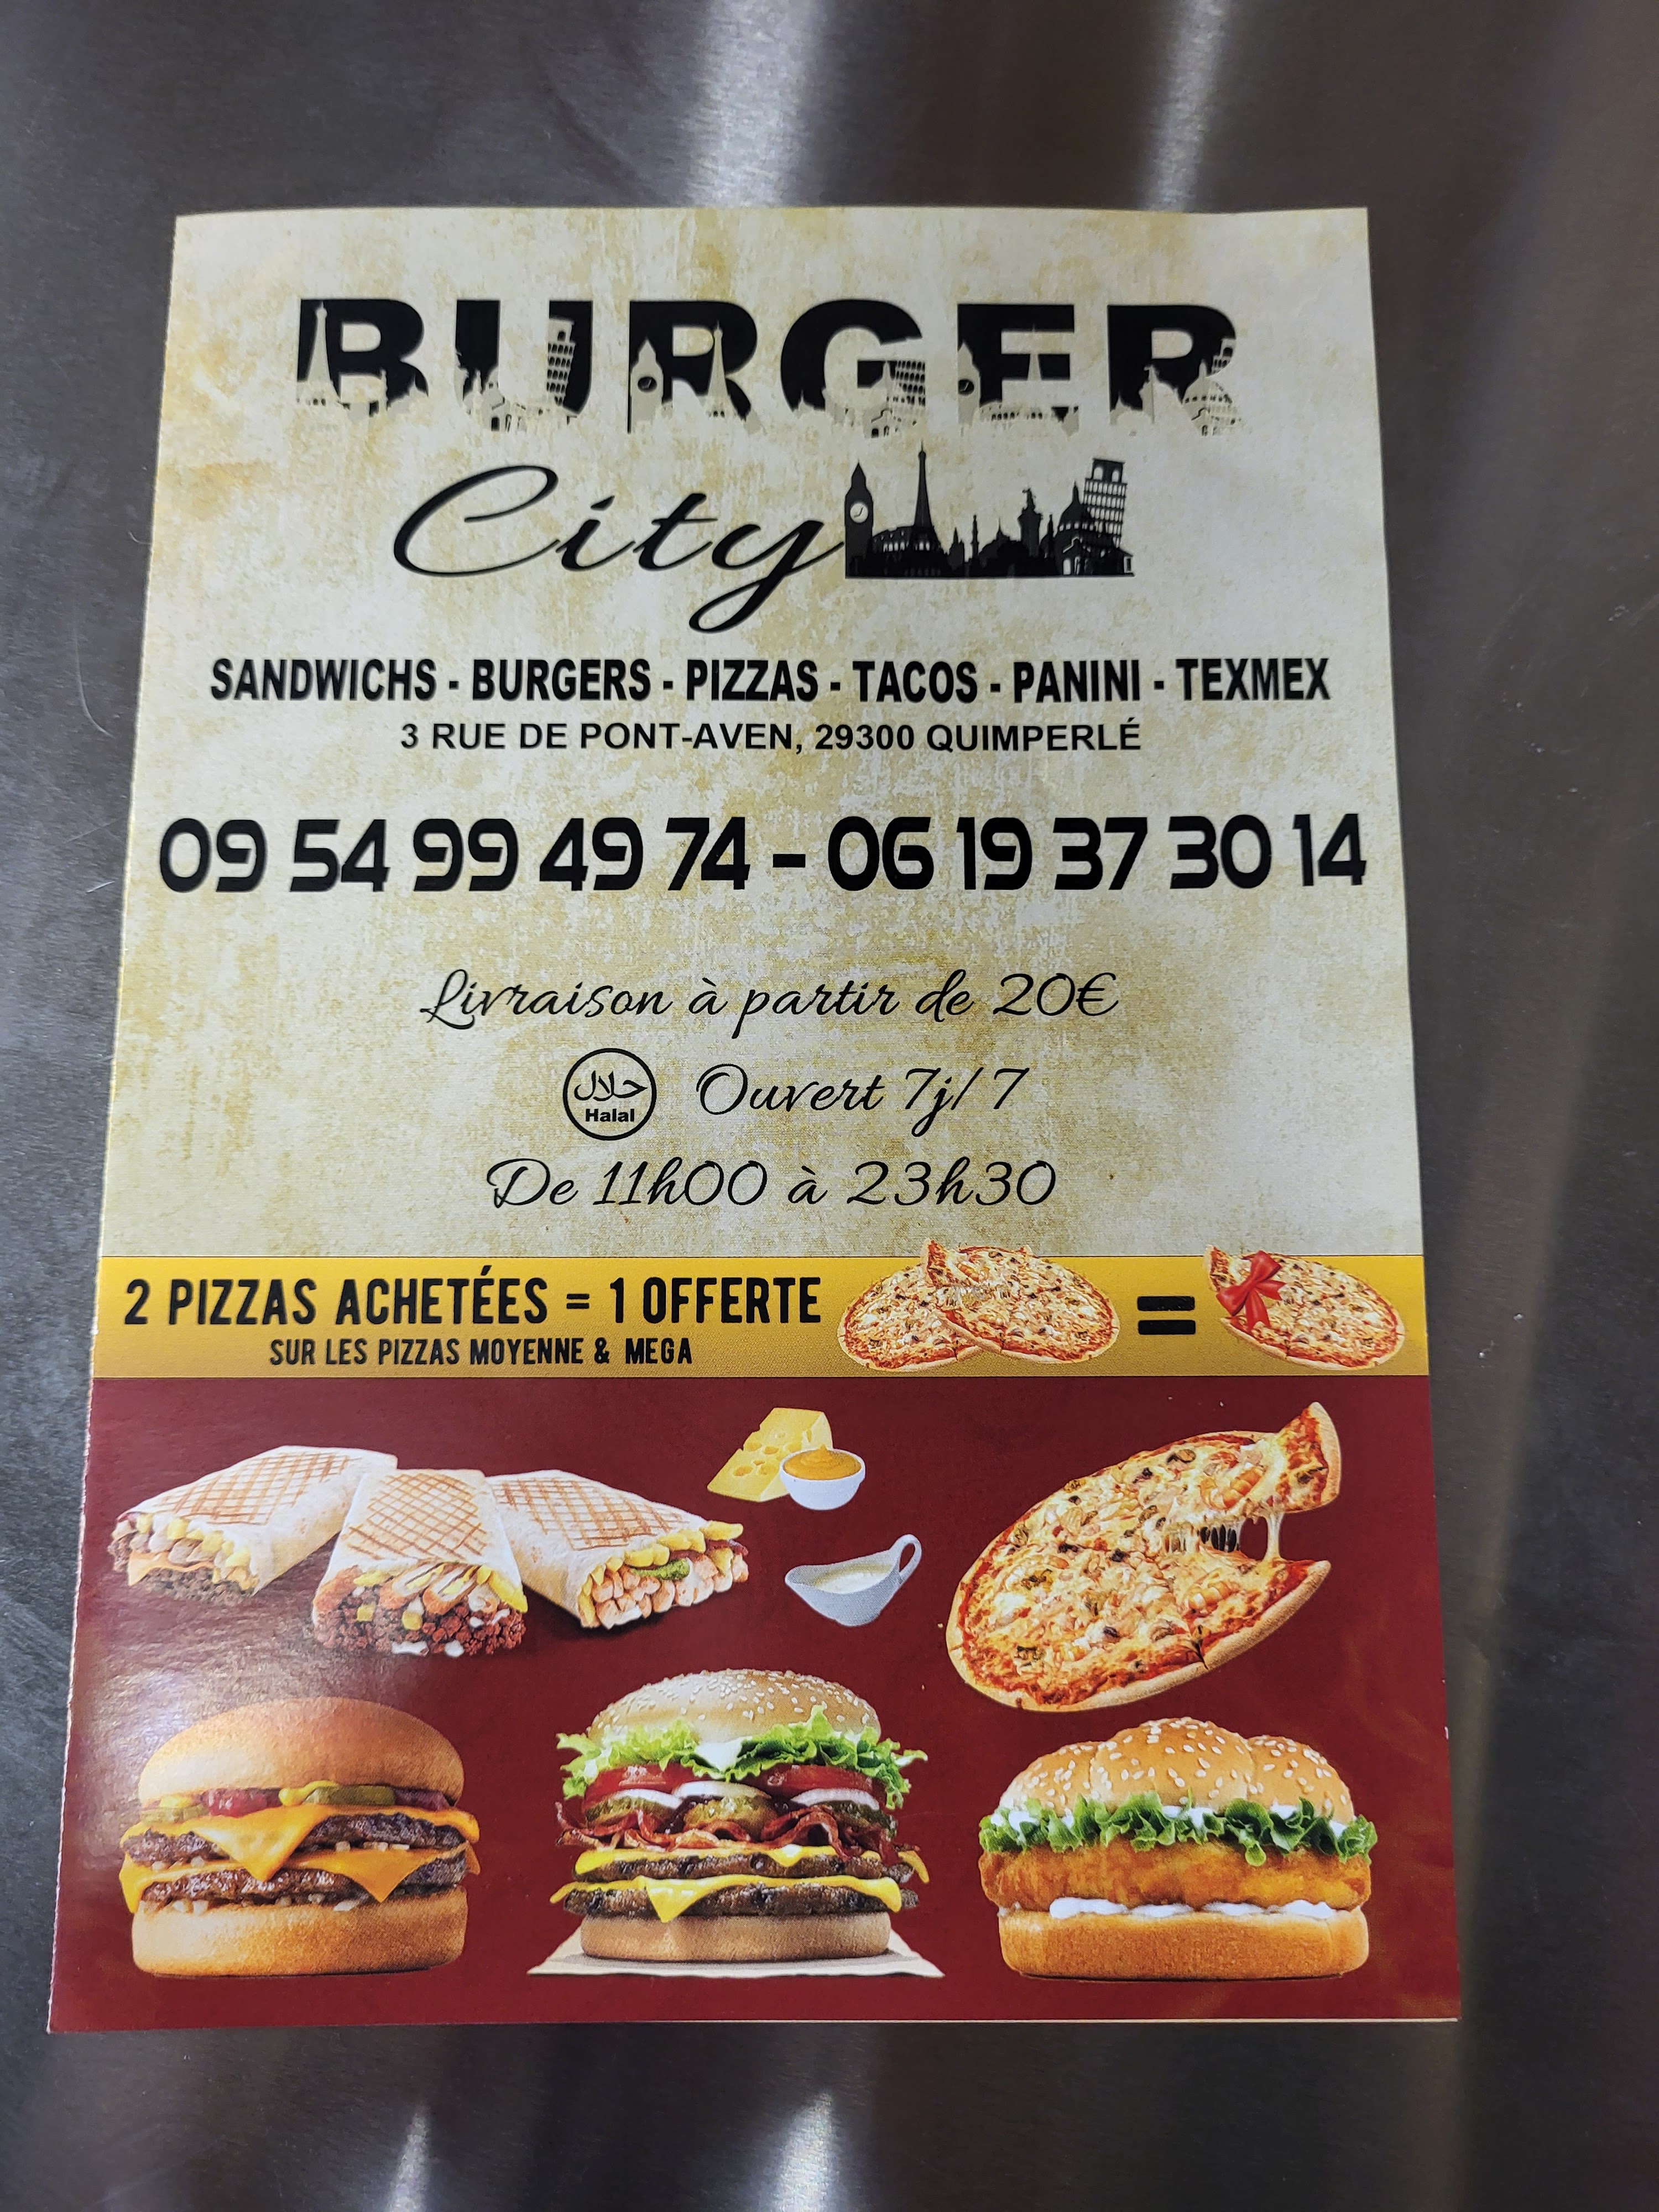 BURGER
City
SANDWICHS - BURGERS - PIZZAS - TACOS - PANINI - TEXMEX
3 RUE DE PONT-AVEN, 29300 QUIMPERLÉ
09 54 99 49 74 - 06 19 37 30 14
Livraison à partir de 20€
حلال
Halal
Ouvert 7j/7
De 11h00 à 23h30
2 PIZZAS ACHETÉES = 1 OFFERTE
=
SUR LES PIZZAS MOYENNE & MEGA